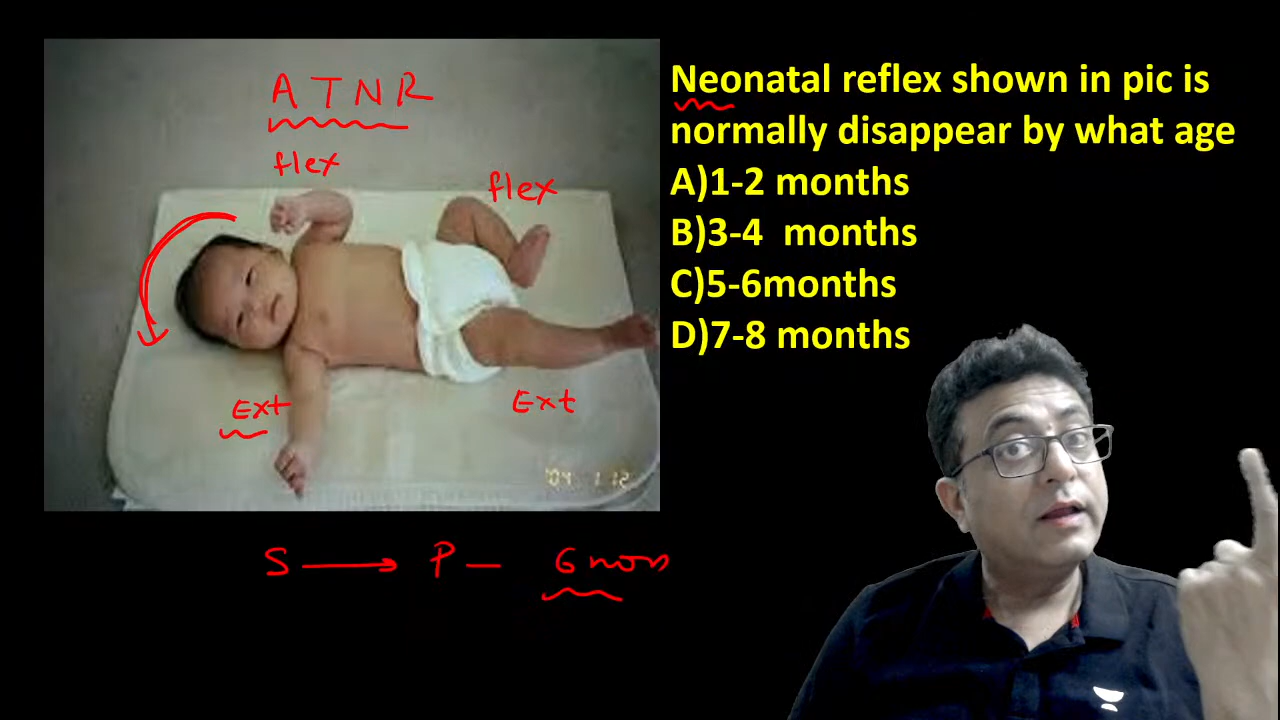 A T N R
flex
flex
Ext
Ext
'04 1 12
S → P - 6 mon
Neonatal reflex shown in pic is
normally disappear by what age
A)1-2 months
B)3-4 months
C)5-6months
D)7-8 months